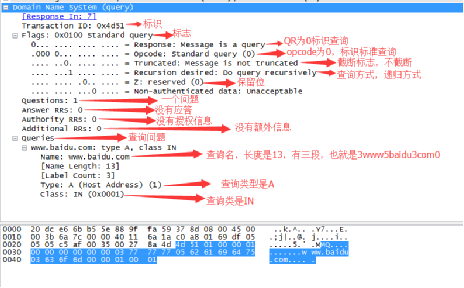 Domain Name System (query)
[Response In: 7]
Transaction ID: 0x4d51 标识
Flags: 0x0100 Standard query 标志
0... .... .... .... = Response: Message is a query QR为0标识查询
.000 0... .... .... = Opcode: Standard query (0) opcode为0，标识标准查询
.... ..0. .... .... = Truncated: Message is not truncated 截断标志，不截断
.... ...1 .... .... = Recursion desired: Do query recursively 查询方式，递归方式
.... .... .0.. .... = Z: reserved (0) 保留位
.... .... ...0 .... = Non-authenticated data: Unacceptable
Questions: 1 一个问题
Answer RRs: 0 没有应答
Authority RRs: 0 没有授权信息
Additional RRs: 0 没有额外信息
Queries 查询问题
www.baidu.com: type A, class IN
Name: www.baidu.com 查询名，长度是13，有三段，也就是3www5baidu3com0
[Name Length: 13]
[Label Count: 3]
Type: A (Host Address) (1) 查询类型是A
Class: IN (0x0001) 查询类是IN
0000 20 dc e6 6b b5 5e 88 9f fa 59 37 8d 08 00 45 00 ..k.^.. .Y7...E.
0010 00 3b 6a 7c 00 00 40 11 6a 1a c0 a8 01 69 df 05 .;j|..@. j....i..
0020 05 05 c5 af 00 35 00 27 8a 4d 4d 51 01 00 00 01 .....5.' .MMQ....
0030 00 00 00 00 00 00 03 77 77 77 05 62 61 69 64 75 .......w ww.baidu
0040 03 63 6f 6d 00 00 01 00 01 .com.... .